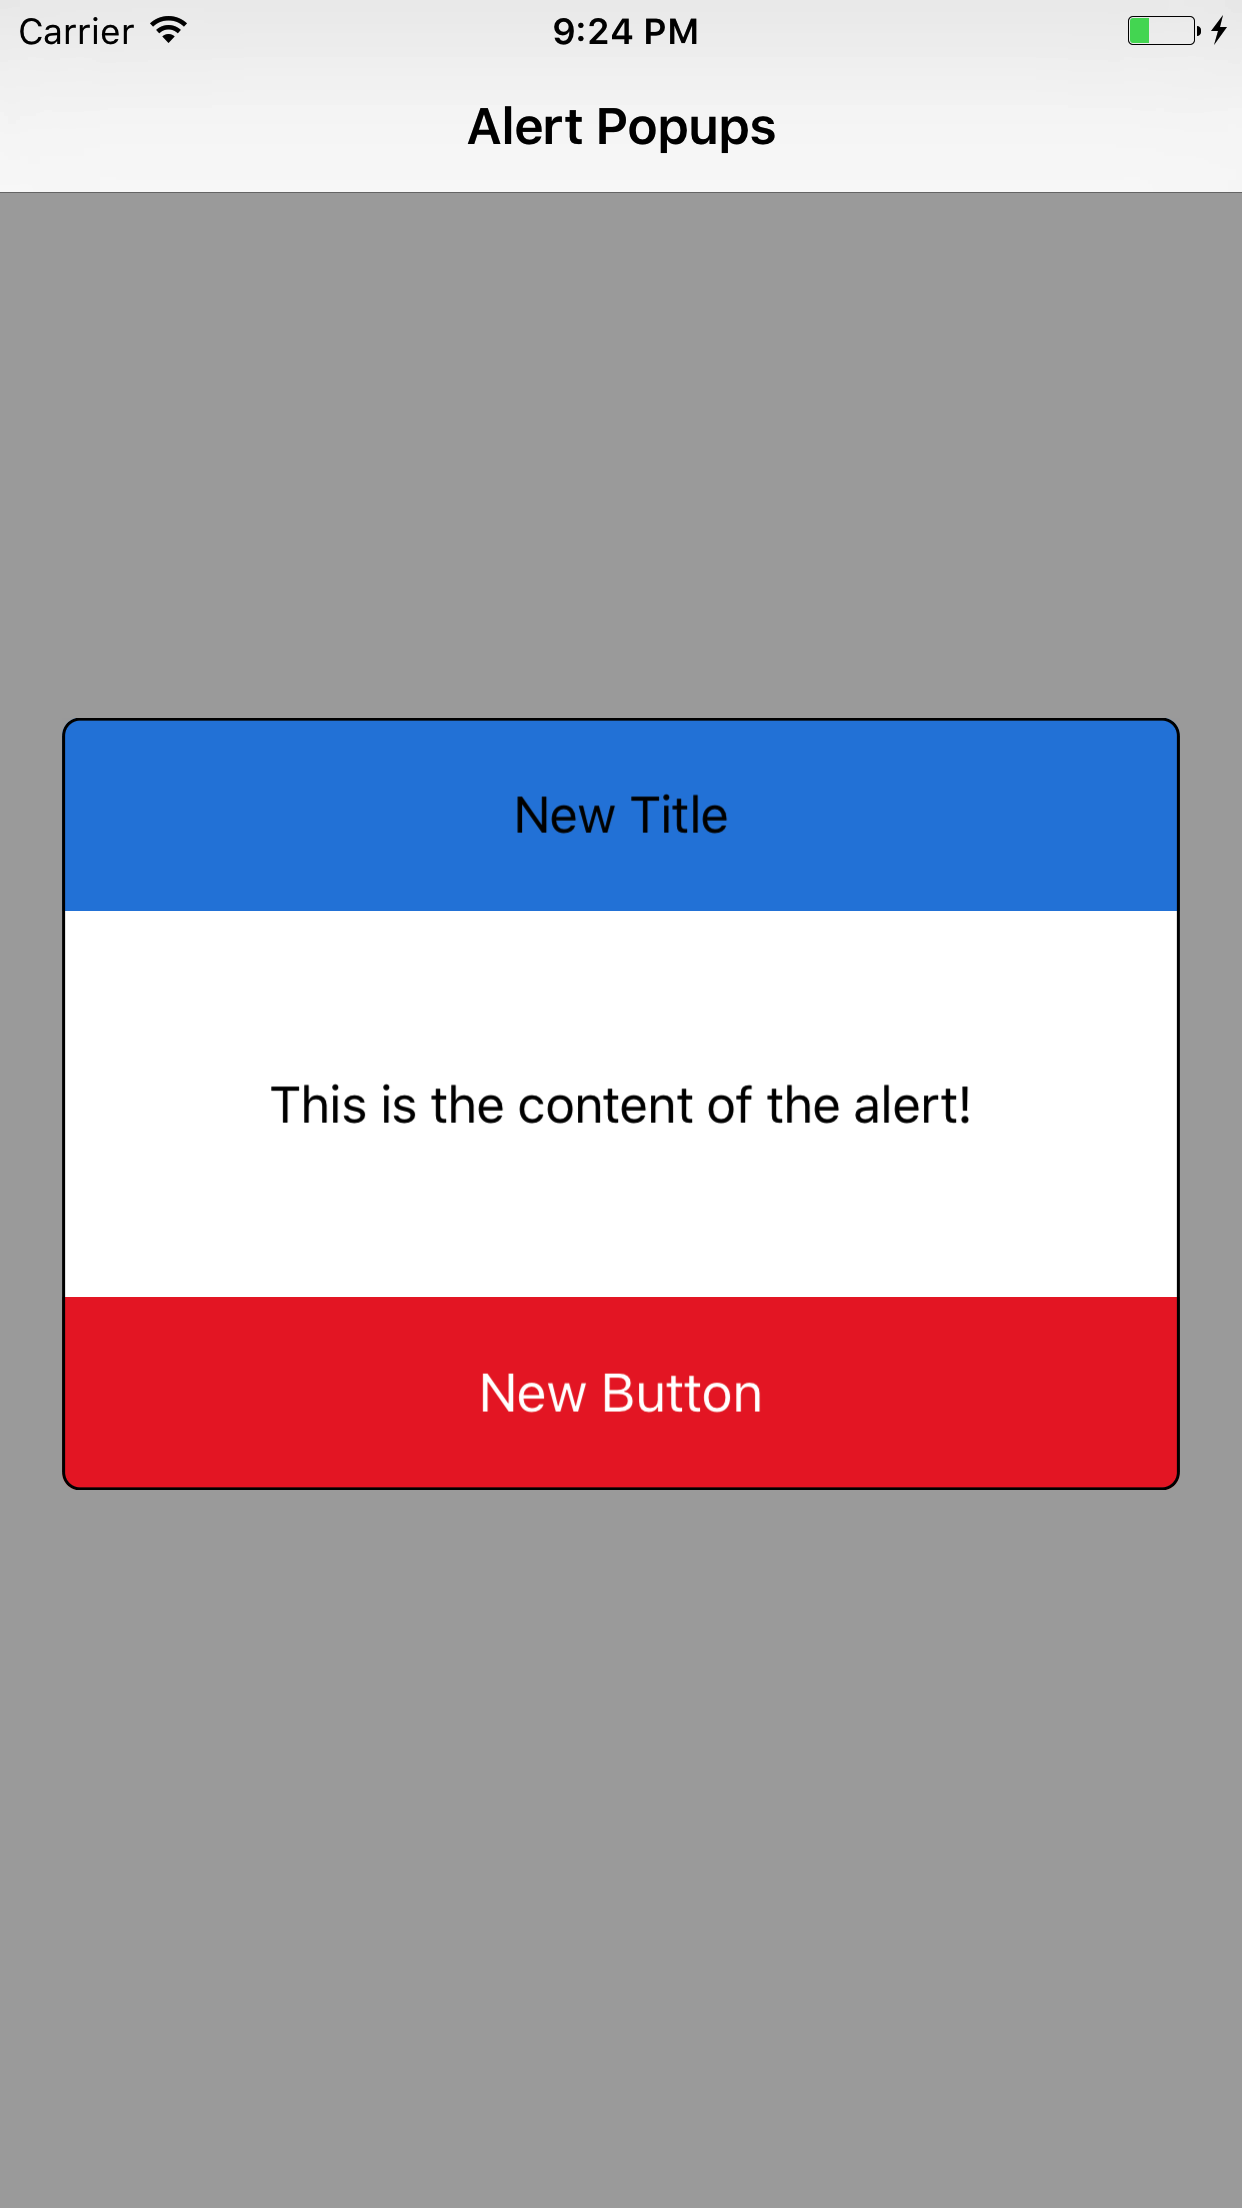 Carrier 9:24 PM
Alert Popups
New Title
This is the content of the alert!
New Button